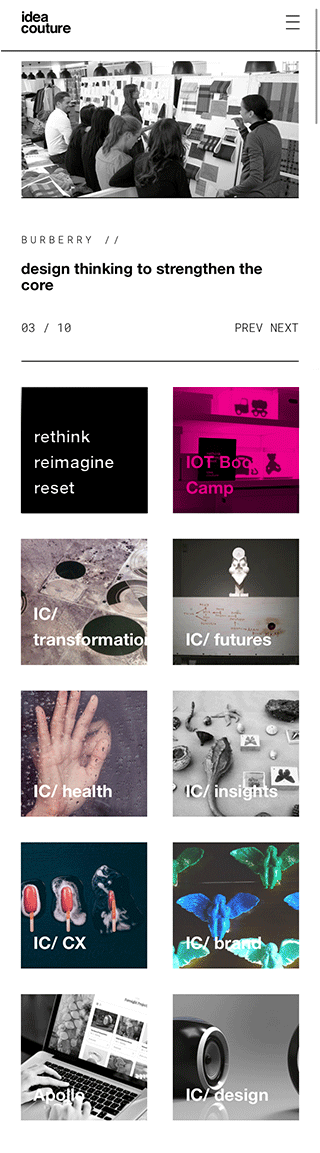 idea
couture
BURBERRY //
design thinking to strengthen the
core
03 / 10
PREV NEXT
rethink
reimagine
reset
IOT Boo
Camp
IC/
transformation
IC/ futures
IC/ health
IC/ insights
IC/ CX
IC/ brand
Apollo
IC/ design